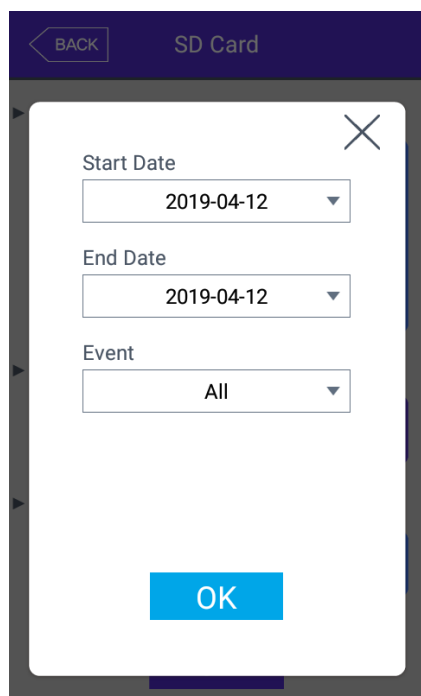 BACK
SD Card
Start Date
2019-04-12
End Date
2019-04-12
Event
All
OK